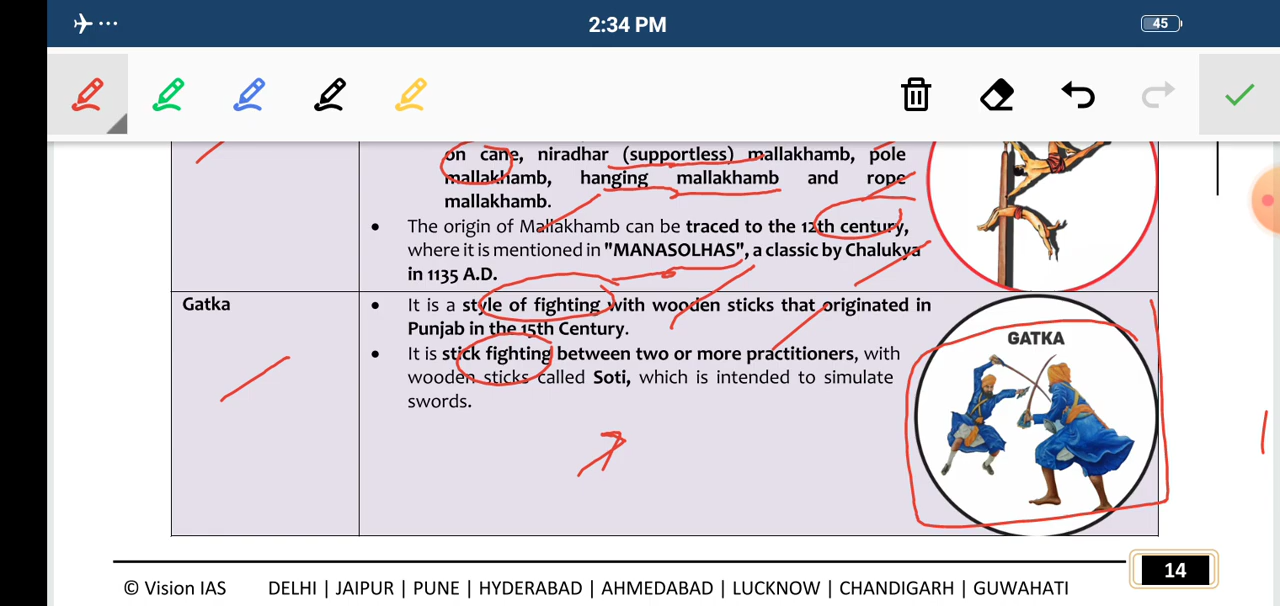 2:34 PM
45
on cane, niradhar (supportless) mallakhamb, pole
mallakhamb, hanging mallakhamb and rope
mallakhamb.
• The origin of Mallakhamb can be traced to the 12th century,
where it is mentioned in "MANASOLHAS", a classic by Chalukya
in 1135 A.D.
Gatka
• It is a style of fighting with wooden sticks that originated in
Punjab in the 15th Century.
• It is stick fighting between two or more practitioners, with
wooden sticks called Soti, which is intended to simulate
swords.
GATKA
© Vision IAS DELHI | JAIPUR | PUNE | HYDERABAD | AHMEDABAD | LUCKNOW | CHANDIGARH | GUWAHATI
14